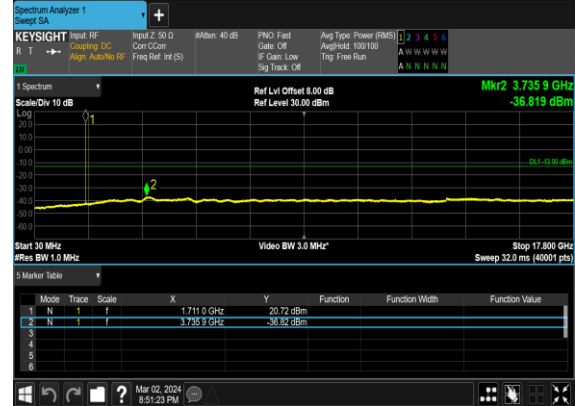 Spectrum Analyzer 1
Swept SA
+
KEYSIGHT Input: RF Input Z: 50 Ω #Atten: 40 dB PNO: Fast Avg Type: Power (RMS) 1 2 3 4 5 6
R T Coupling: DC Corr CCorr Gate: Off Avg|Hold: 100/100 A W W W W W
Align: Auto/No RF Freq Ref: Int (S) IF Gain: Low Trig: Free Run
Sig Track: Off A N N N N N
LXI
1 Spectrum Ref Lvl Offset 8.00 dB Mkr2 3.735 9 GHz
Scale/Div 10 dB Ref Level 30.00 dBm -36.819 dBm
Log
20.0
10.0
0.00
-10.0
-20.0
-30.0
-40.0
-50.0
-60.0
1
2
DL1 -13.00 dBm
Start 30 MHz Video BW 3.0 MHz* Stop 17.800 GHz
#Res BW 1.0 MHz Sweep 32.0 ms (40001 pts)
5 Marker Table
Mode Trace Scale X Y Function Function Width Function Value
1 N 1 f 1.711 0 GHz 20.72 dBm
2 N 1 f 3.735 9 GHz -36.82 dBm
3
4
5
6
? Mar 02, 2024
8:51:23 PM